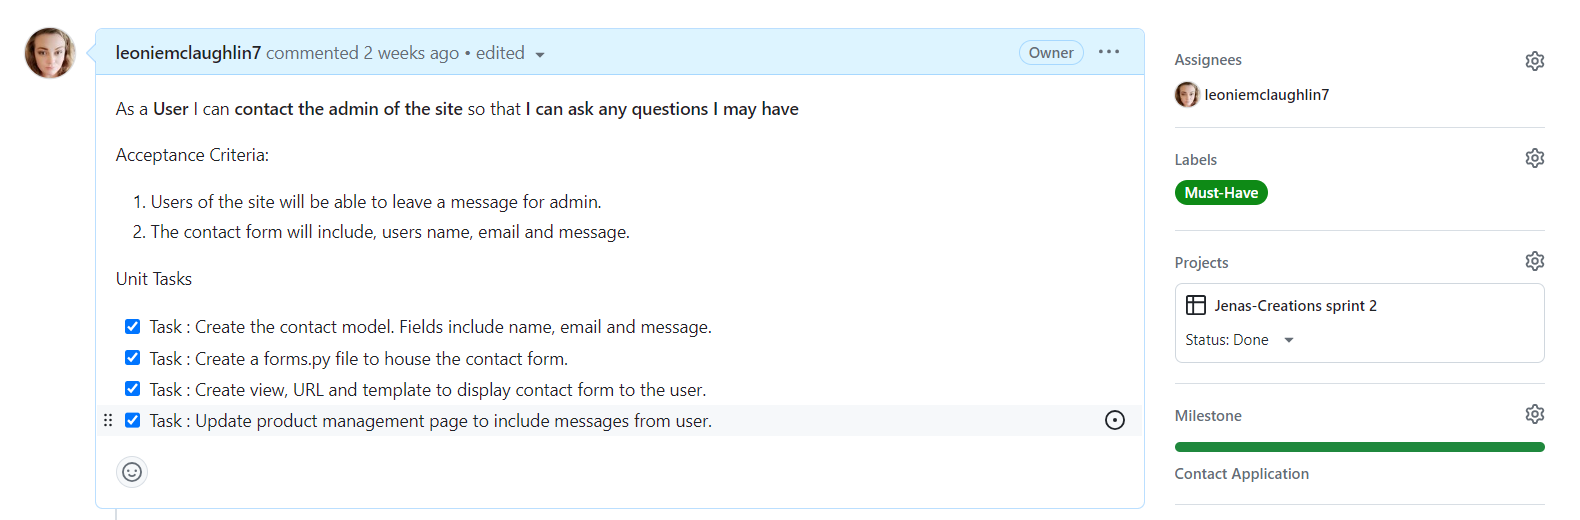 leoniemclaughlin7 commented 2 weeks ago • edited
Owner
As a User I can contact the admin of the site so that I can ask any questions I may have
Acceptance Criteria:
1. Users of the site will be able to leave a message for admin.
2. The contact form will include, users name, email and message.
Unit Tasks
Task : Create the contact model. Fields include name, email and message.
Task : Create a forms.py file to house the contact form.
Task : Create view, URL and template to display contact form to the user.
Task : Update product management page to include messages from user.
Assignees
leoniemclaughlin7
Labels
Must-Have
Projects
Jenas-Creations sprint 2
Status: Done
Milestone
Contact Application